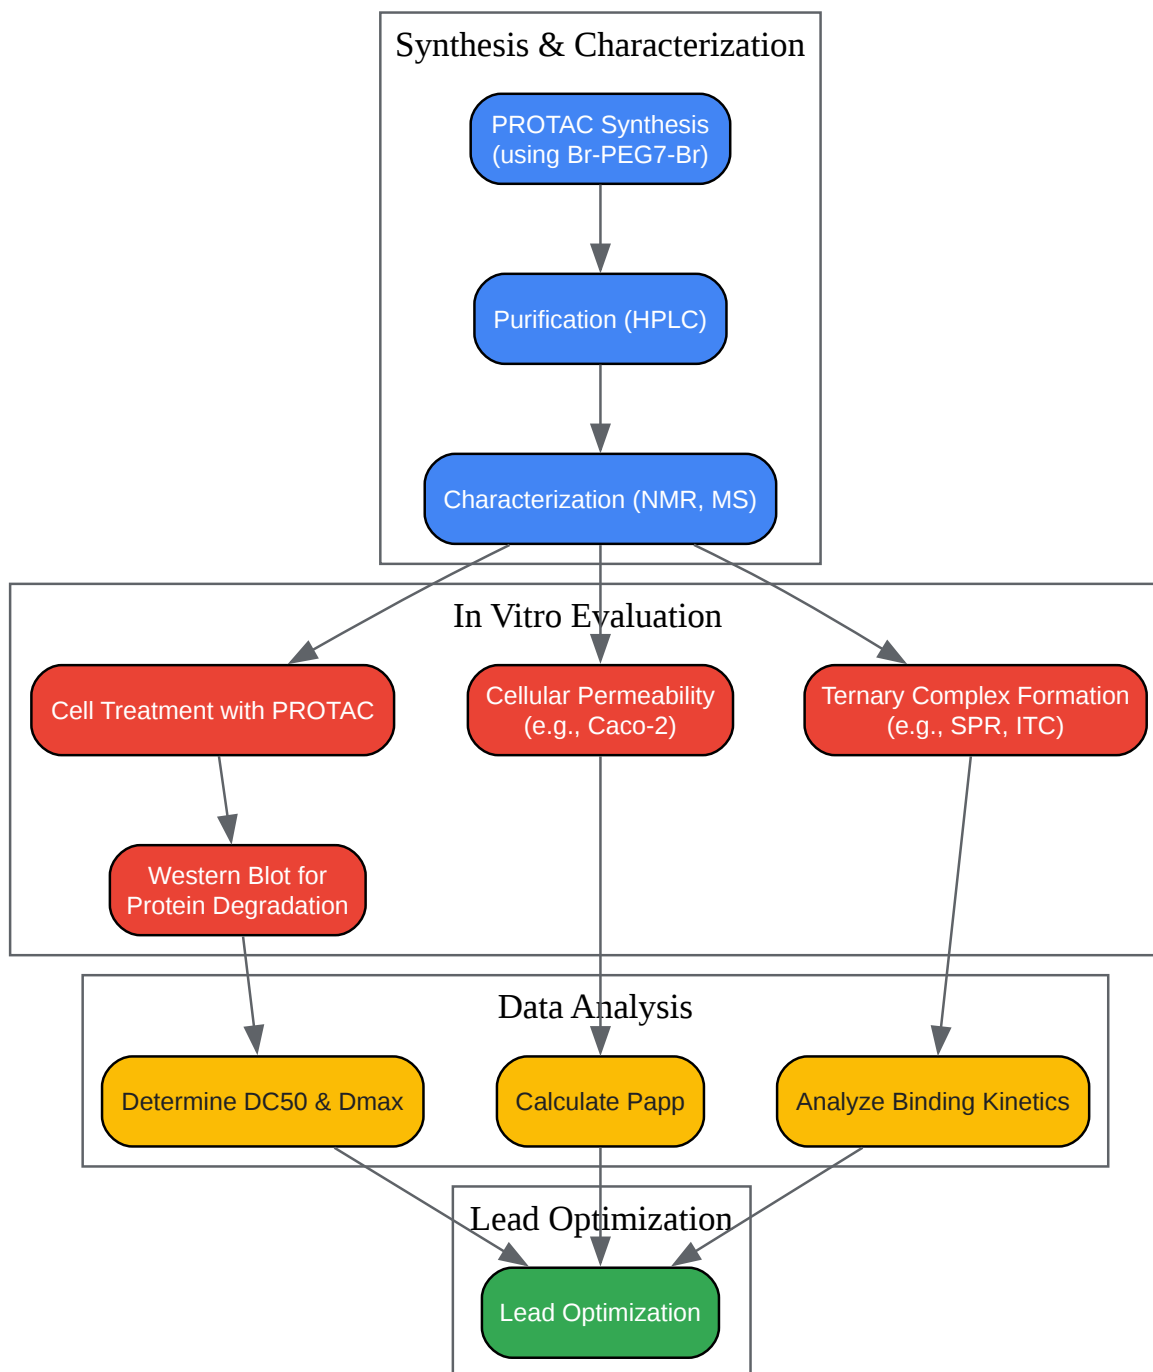 Synthesis & Characterization
PROTAC Synthesis
(using Br-PEG7-Br)
Purification (HPLC)
Characterization (NMR, MS)
In Vitro Evaluation
Cell Treatment with PROTAC
Cellular Permeability
(e.g., Caco-2)
Ternary Complex Formation
(e.g., SPR, ITC)
Western Blot for
Protein Degradation
Data Analysis
Determine DC50 & Dmax
Calculate Papp
Analyze Binding Kinetics
Lead Optimization
Lead Optimization